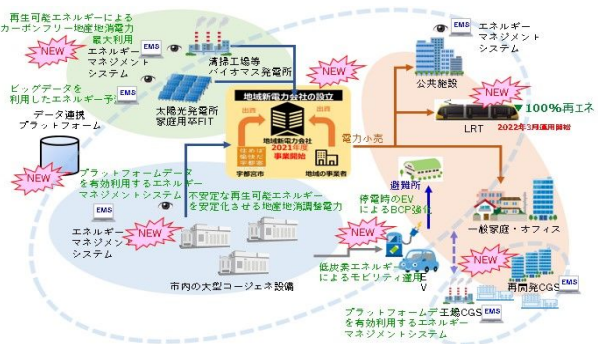 再生可能エネルギーによる
カーボンフリー地産地消電力
最大利用
NEW
エネルギー
マネジメント
システム
EMS
清掃工場等
バイオマス発電所
ビッグデータを
利用したエネルギー予
EMS
太陽光発電所
家庭用卒FIT
データ連携
プラットフォーム
NEW
地域新電力会社の設立
NEW
出資
出資
地域新電力会社
2021年度
事業開始
宇都宮市
地域の事業者
電力小売
EMS
エネルギー
マネジメント
システム
公共施設
NEW
LRT
▼100%再エネ
2022年3月運用開始
避難所
停電時のEV
によるBCP強化
一般家庭・オフィス
プラットフォームデータ
を有効利用するエネルギー
マネジメントシステム
EMS
NEW
エネルギー
マネジメント
システム
不安定な再生可能エネルギー
を安定化させる地産地消調整電力
市内の大型コージェネ設備
NEW
低炭素エネルギー
によるモビリティ運用
E
V
NEW
再開発CGS
EMS
プラットフォームデー
を有効利用するエネルギー
マネジメントシステム
工場CGS
EMS